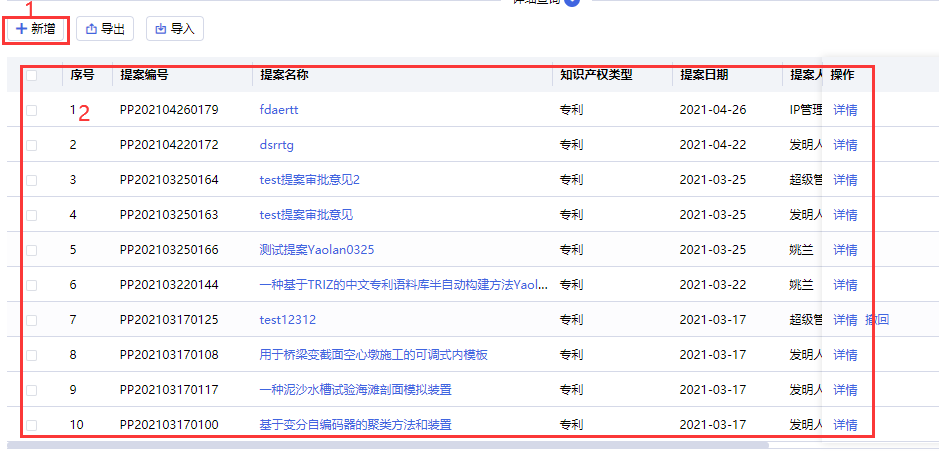 详细查询
1
新增 导出 导入
序号 提案编号 提案名称 知识产权类型 提案日期 提案人 操作
1 PP202104260179 fdaertt 专利 2021-04-26 IP管理 详情
2
2 PP202104220172 dsrrtg 专利 2021-04-22 发明人 详情
3 PP202103250164 test提案审批意见2 专利 2021-03-25 超级管 详情
4 PP202103250163 test提案审批意见 专利 2021-03-25 发明人 详情
5 PP202103250166 测试提案Yaolan0325 专利 2021-03-25 姚兰 详情
6 PP202103220144 一种基于TRIZ的中文专利语料库半自动构建方法Yaol... 专利 2021-03-22 姚兰 详情
7 PP202103170125 test12312 专利 2021-03-17 超级管 详情 撤回
8 PP202103170108 用于桥梁变截面空心墩施工的可调式内模板 专利 2021-03-17 发明人 详情
9 PP202103170117 一种泥沙水槽试验海滩剖面模拟装置 专利 2021-03-17 发明人 详情
10 PP202103170100 基于变分自编码器的聚类方法和装置 专利 2021-03-17 发明人 详情